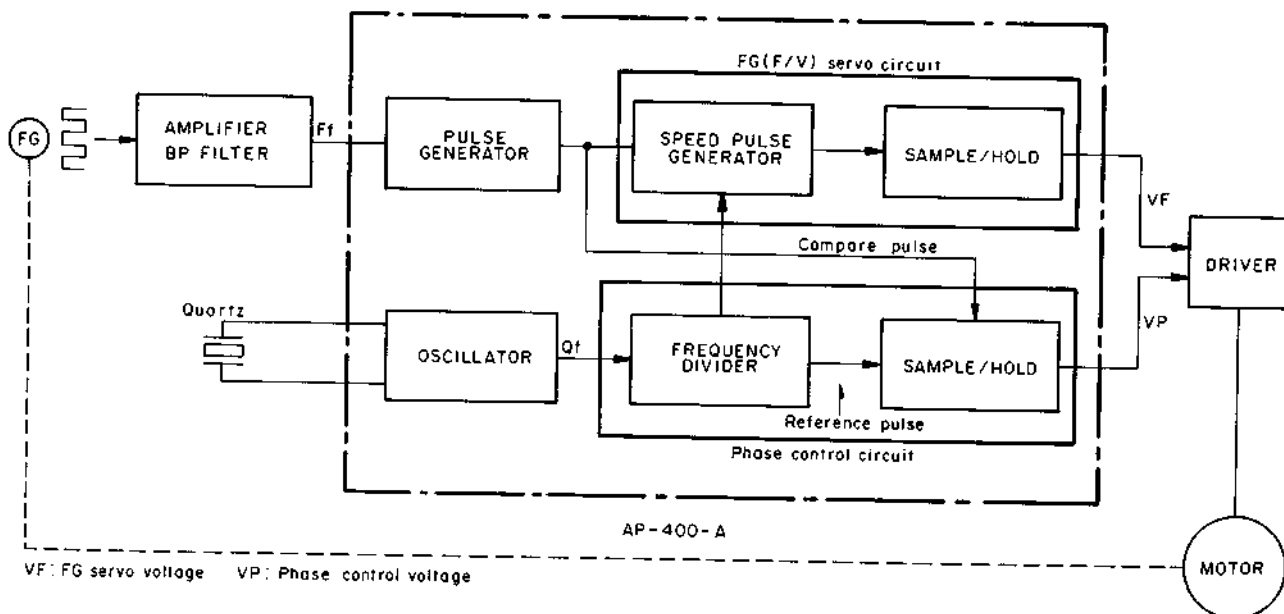 FG(F/V) servo circuit
FG
AMPLIFIER
BP FILTER
Ff
PULSE
GENERATOR
SPEED PULSE
GENERATOR
SAMPLE/HOLD
VF
Compare pulse
DRIVER
Quartz
OSCILLATOR
Qf
FREQUENCY
DIVIDER
SAMPLE/HOLD
VP
Reference pulse
Phase control circuit
AP-400-A
MOTOR
VF: FG servo voltage VP: Phase control voltage